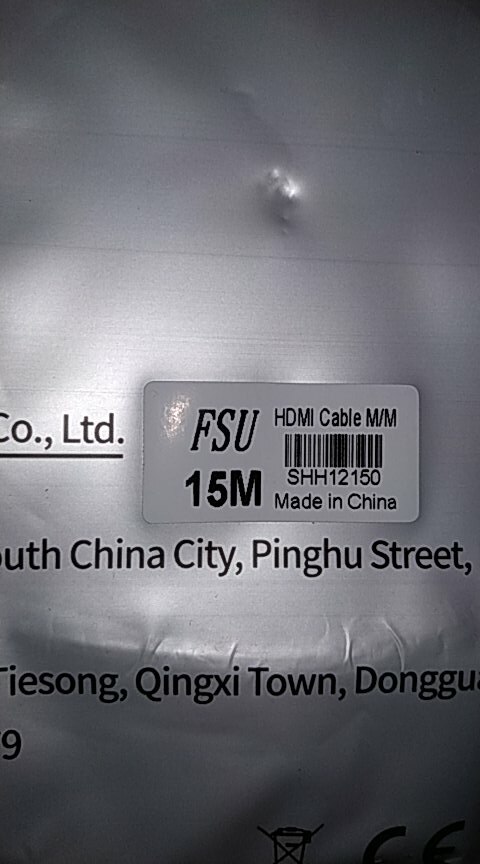 Co., Ltd.
FSU
15M
HDMI Cable M/M
SHH12150
Made in China
outh China City, Pinghu Street,
Tiesong, Qingxi Town, Donggua
9
CE